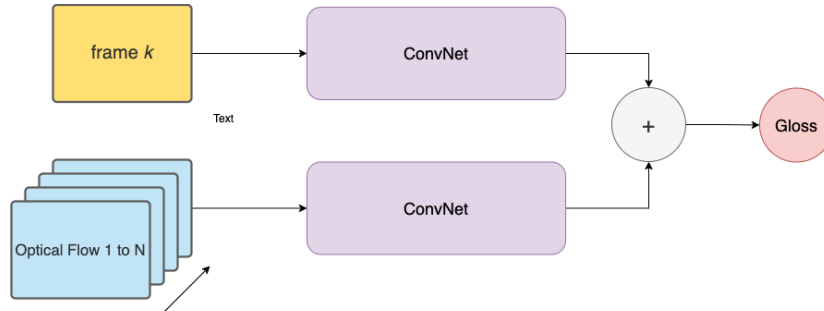 frame k
ConvNet
Text
+
Gloss
Optical Flow 1 to N
ConvNet